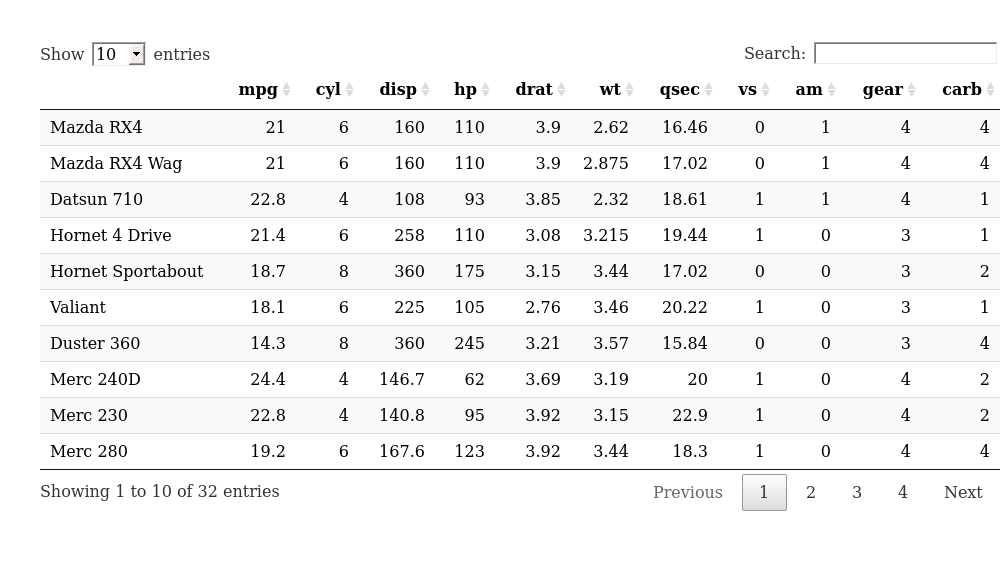 Show 10 entries Search:
mpg cyl disp hp drat wt qsec vs am gear carb
Mazda RX4 21 6 160 110 3.9 2.62 16.46 0 1 4 4
Mazda RX4 Wag 21 6 160 110 3.9 2.875 17.02 0 1 4 4
Datsun 710 22.8 4 108 93 3.85 2.32 18.61 1 1 4 1
Hornet 4 Drive 21.4 6 258 110 3.08 3.215 19.44 1 0 3 1
Hornet Sportabout 18.7 8 360 175 3.15 3.44 17.02 0 0 3 2
Valiant 18.1 6 225 105 2.76 3.46 20.22 1 0 3 1
Duster 360 14.3 8 360 245 3.21 3.57 15.84 0 0 3 4
Merc 240D 24.4 4 146.7 62 3.69 3.19 20 1 0 4 2
Merc 230 22.8 4 140.8 95 3.92 3.15 22.9 1 0 4 2
Merc 280 19.2 6 167.6 123 3.92 3.44 18.3 1 0 4 4
Showing 1 to 10 of 32 entries Previous 1 2 3 4 Next